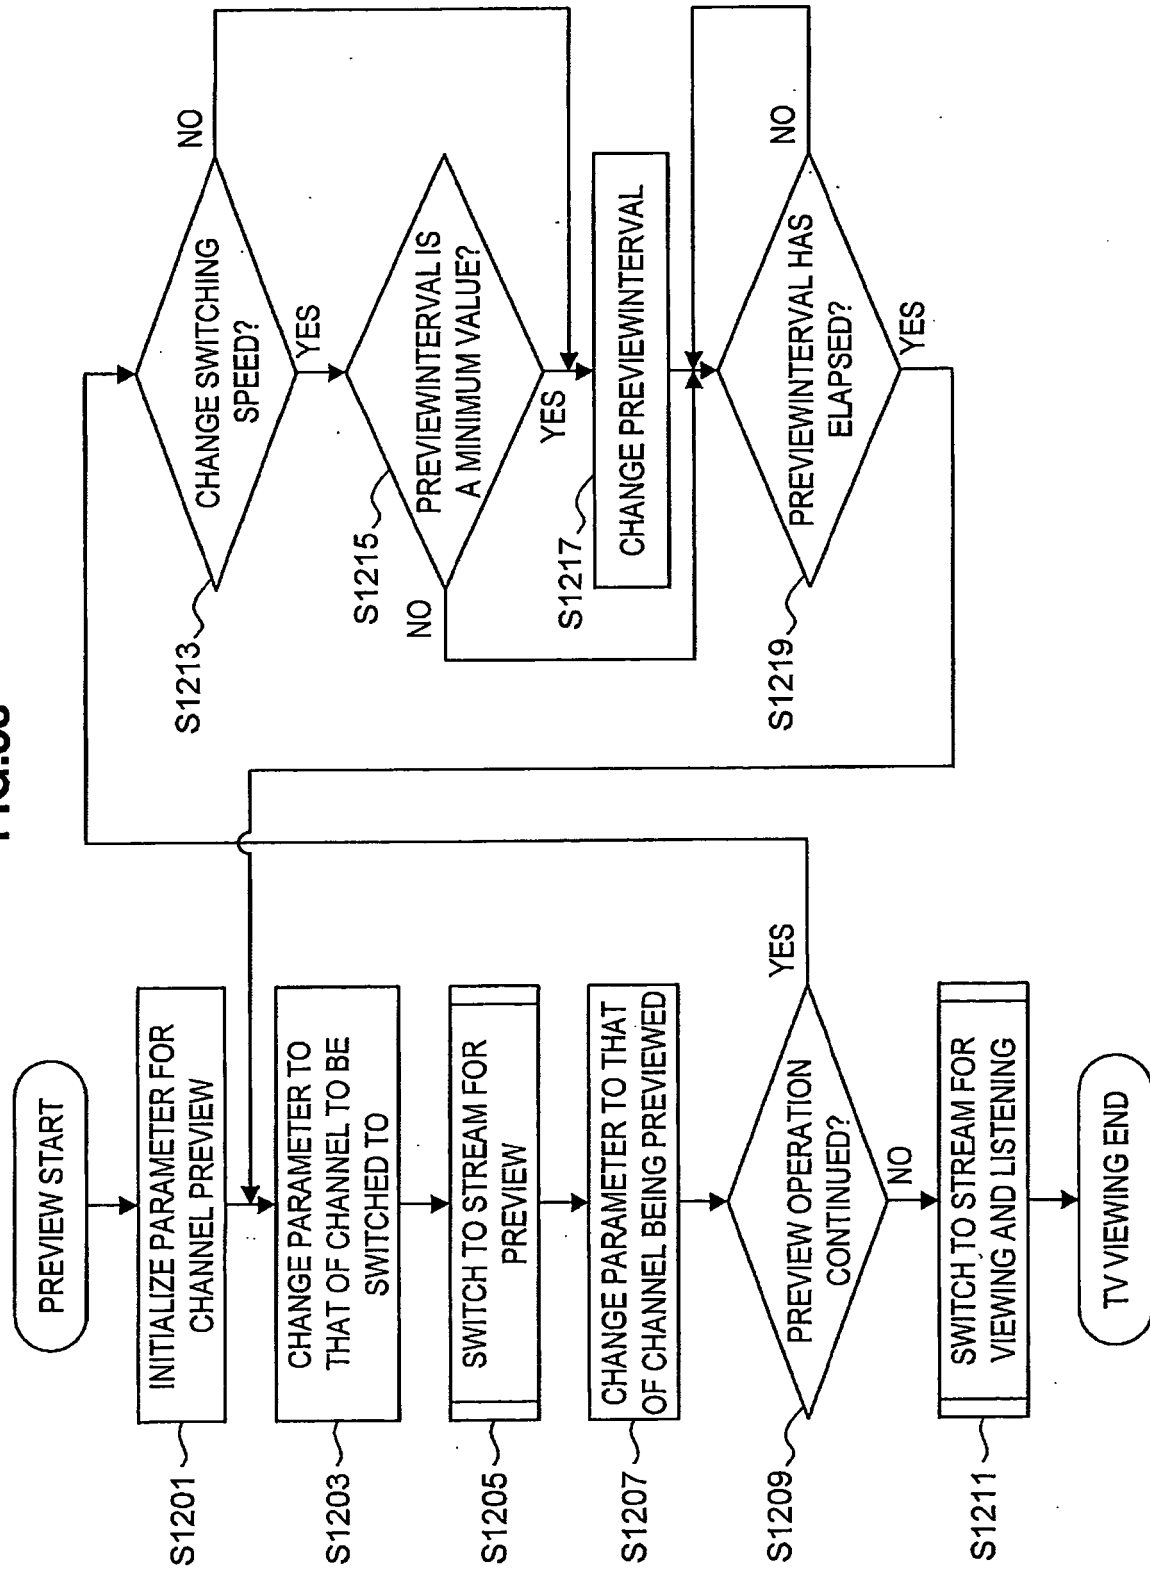 PREVIEW START
S1201
INITIALIZE PARAMETER FOR
CHANNEL PREVIEW
S1203
CHANGE PARAMETER TO
THAT OF CHANNEL TO BE
SWITCHED TO
S1205
SWITCH TO STREAM FOR
PREVIEW
S1207
CHANGE PARAMETER TO THAT
OF CHANNEL BEING PREVIEWED
S1209
PREVIEW OPERATION
CONTINUED?
YES
NO
S1211
SWITCH TO STREAM FOR
VIEWING AND LISTENING
TV VIEWING END
S1213
CHANGE SWITCHING
SPEED?
NO
YES
S1215
PREVIEWINTERVAL IS
A MINIMUM VALUE?
NO
YES
S1217
CHANGE PREVIEWINTERVAL
S1219
PREVIEWINTERVAL HAS
ELAPSED?
NO
YES